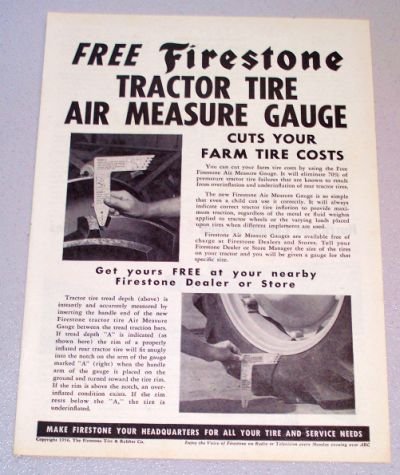 FREE Firestone
TRACTOR TIRE
AIR MEASURE GAUGE
CUTS YOUR
FARM TIRE COSTS
You can cut your farm tire costs by using the Free
Firestone Air Measure Gauge. It will eliminate 70% of
premature tractor tire failures that are known to result
from overinflation and underinflation of rear tractor tires.
The new Firestone Air Measure Gauge is so simple
that even a child can use it correctly. It will always
indicate correct tractor tire inflation to provide maxi-
mum traction, regardless of the metal or fluid weights
applied to tractor wheels or the varying loads placed
upon tires when different implements are used.
Firestone Air Measure Gauges are available free of
charge at Firestone Dealers and Stores. Tell your
Firestone Dealer or Store Manager the size of the tires
on your tractor and you will be given a gauge for that
specific size.
Get yours FREE at your nearby
Firestone Dealer or Store
Tractor tire tread depth (above) is
instantly and accurately measured by
inserting the handle end of the new
Firestone tractor tire Air Measure
Gauge between the tread traction bars.
If tread depth "A" is indicated (as
shown here) the rim of a properly
inflated rear tractor tire will fit snugly
into the notch on the arm of the gauge
marked "A" (right) when the handle
arm of the gauge is placed on the
ground and turned toward the tire rim.
If the rim is above the notch, an over-
inflated condition exists. If the rim
rests below the "A," the tire is
underinflated.
MAKE FIRESTONE YOUR HEADQUARTERS FOR ALL YOUR TIRE AND SERVICE NEEDS
Copyright 1956, The Firestone Tire & Rubber Co.
Enjoy the Voice of Firestone on Radio or Television every Monday evening over ABC